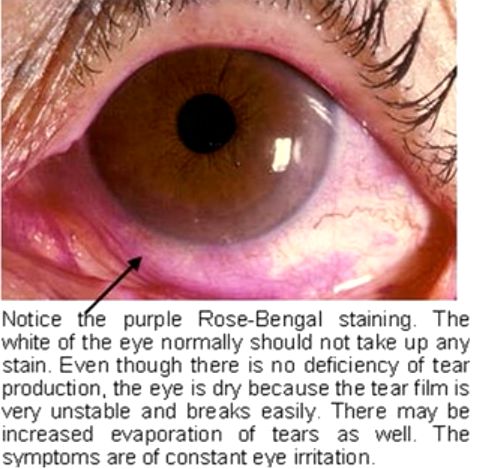 Notice the purple Rose-Bengal staining. The
white of the eye normally should not take up any
stain. Even though there is no deficiency of tear
production, the eye is dry because the tear film is
very unstable and breaks easily. There may be
increased evaporation of tears as well. The
symptoms are of constant eye irritation.